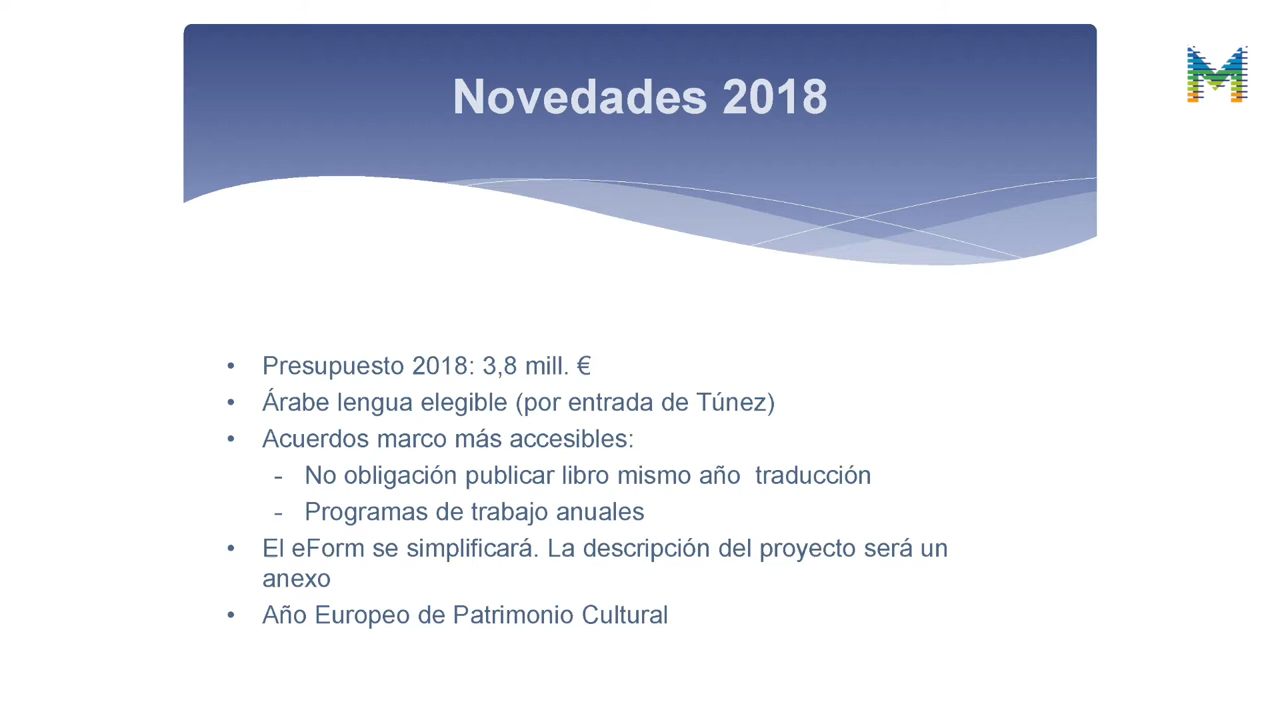 Novedades 2018
• Presupuesto 2018: 3,8 mill. €
• Árabe lengua elegible (por entrada de Túnez)
• Acuerdos marco más accesibles:
- No obligación publicar libro mismo año  traducción
- Programas de trabajo anuales
• El eForm se simplificará. La descripción del proyecto será un
anexo
• Año Europeo de Patrimonio Cultural